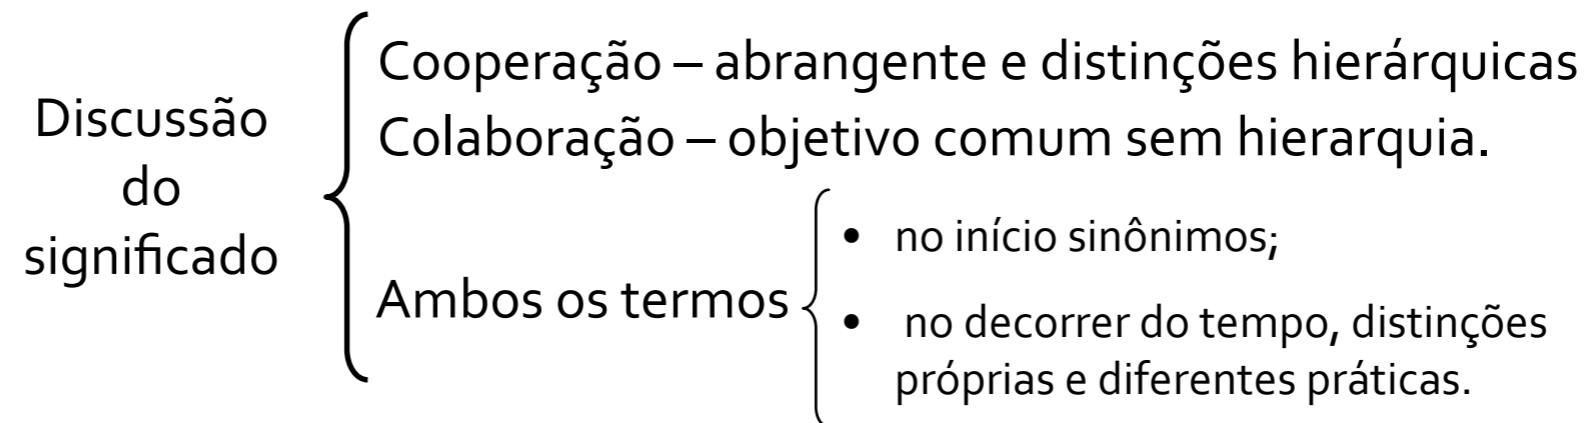 Discussão
do
significado
Cooperação – abrangente e distinções hierárquicas
Colaboração – objetivo comum sem hierarquia.
Ambos os termos
• no início sinônimos;
• no decorrer do tempo, distinções
próprias e diferentes práticas.